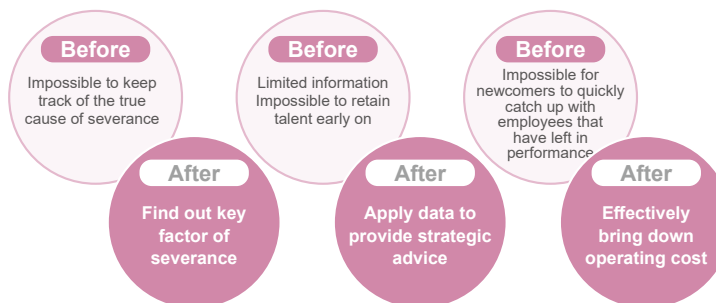 Before
Impossible to keep
track of the true
cause of severance
After
Find out key
factor of
severance
Before
Limited information
Impossible to retain
talent early on
After
Apply data to
provide strategic
advice
Before
Impossible for
newcomers to quickly
catch up with
employees that
have left in
performance
After
Effectively
bring down
operating cost